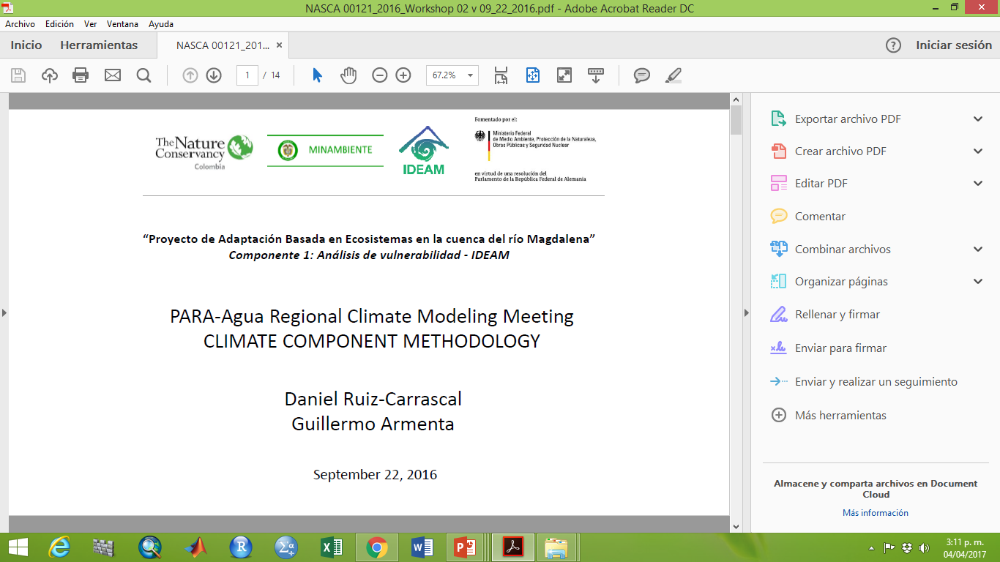 NASCA 00121_2016_Workshop 02 v 09_22_2016.pdf - Adobe Acrobat Reader DC
Archivo Edición Ver Ventana Ayuda
Inicio Herramientas NASCA 00121_201... × Iniciar sesión
1 / 14 67.2%
The Nature
Conservancy
Colombia
MINAMBIENTE
IDEAM
Fomentado por el:
Ministerio Federal
de Medio Ambiente, Protección de la Naturaleza,
Obras Públicas y Seguridad Nuclear
en virtud de una resolución del
Parlamento de la República Federal de Alemania
“Proyecto de Adaptación Basada en Ecosistemas en la cuenca del río Magdalena”
Componente 1: Análisis de vulnerabilidad - IDEAM
PARA-Agua Regional Climate Modeling Meeting
CLIMATE COMPONENT METHODOLOGY
Daniel Ruiz-Carrascal
Guillermo Armenta
September 22, 2016
Exportar archivo PDF
Crear archivo PDF
Editar PDF
Comentar
Combinar archivos
Organizar páginas
Rellenar y firmar
Enviar para firmar
Enviar y realizar un seguimiento
Más herramientas
Almacene y comparta archivos en Document
Cloud
Más información
3:11 p. m.
04/04/2017